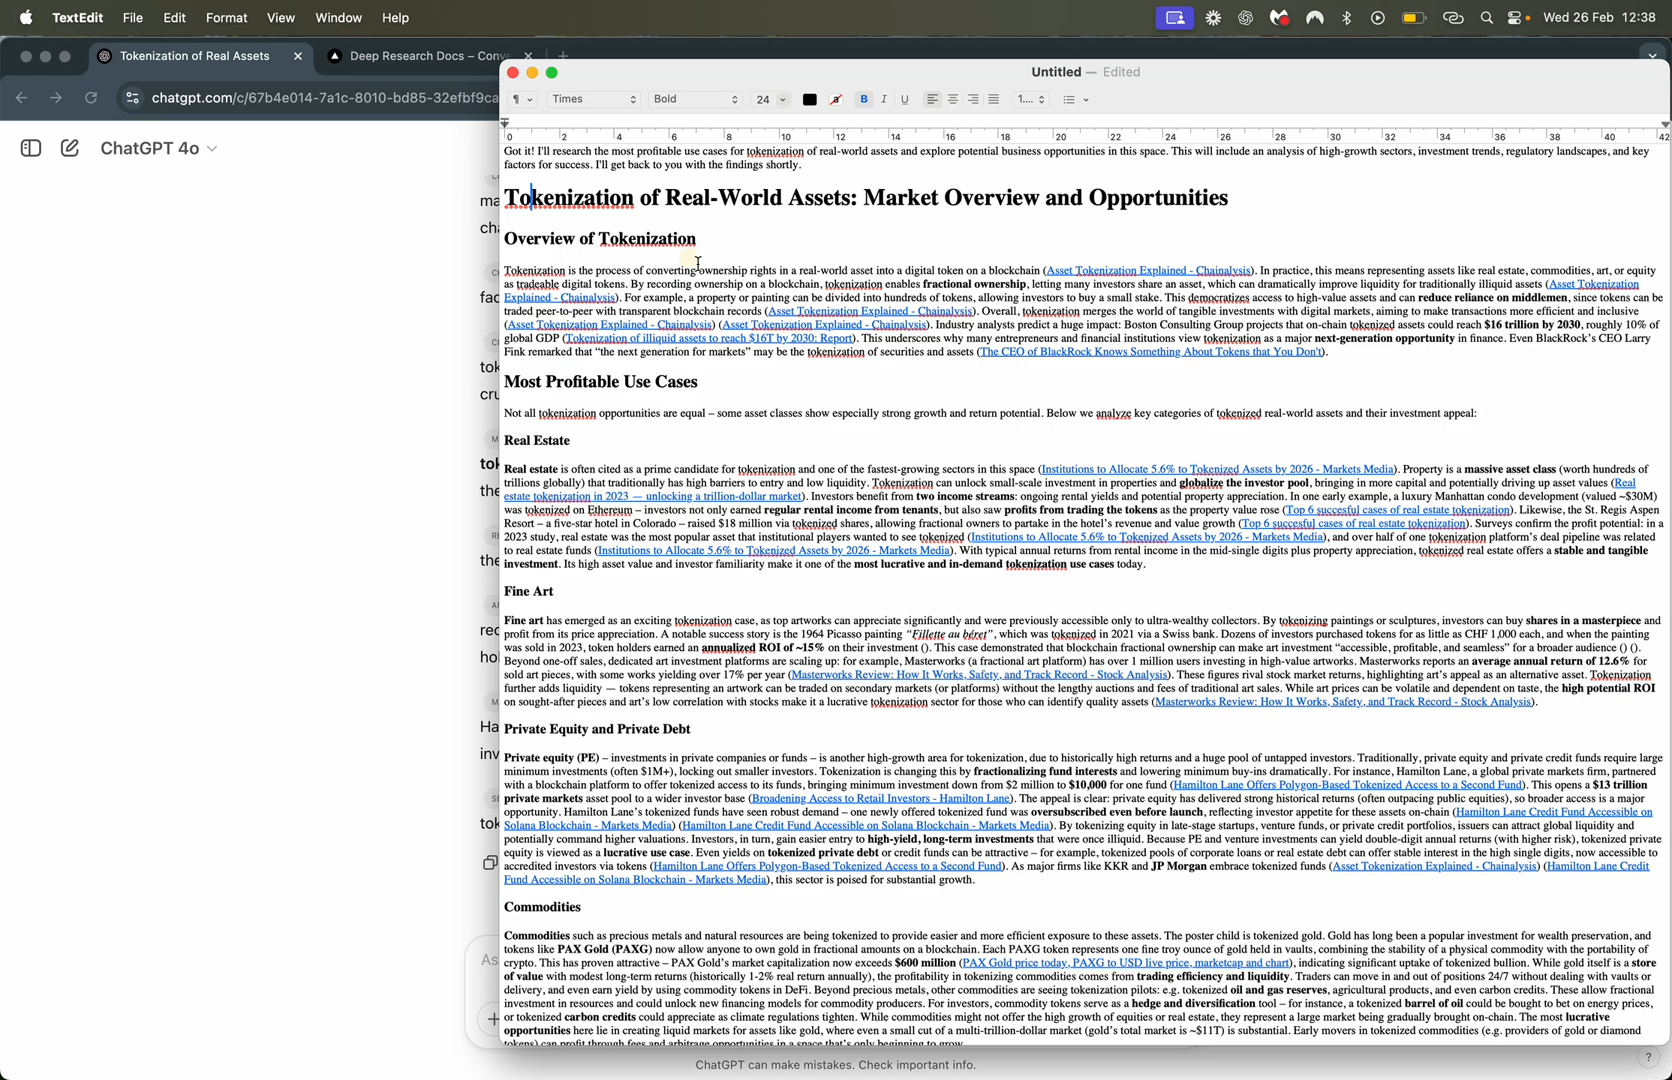 TextEdit File Edit Format View Window Help Wed 26 Feb 12:38
Tokenization of Real Assets Deep Research Docs – Conv
chatgpt.com/c/67b4e014-7a1c-8010-bd85-32efbf9ca
Untitled — Edited
Times Bold 24 B I U 1....
ChatGPT 4o
0 2 4 6 8 10 12 14 16 18 20 22 24 26 28 30 32 34 36 38 40 42
Got it! I'll research the most profitable use cases for tokenization of real-world assets and explore potential business opportunities in this space. This will include an analysis of high-growth sectors, investment trends, regulatory landscapes, and key
factors for success. I'll get back to you with the findings shortly.
Tokenization of Real-World Assets: Market Overview and Opportunities
Overview of Tokenization
Tokenization is the process of converting ownership rights in a real-world asset into a digital token on a blockchain (Asset Tokenization Explained - Chainalysis). In practice, this means representing assets like real estate, commodities, art, or equity
as tradeable digital tokens. By recording ownership on a blockchain, tokenization enables fractional ownership, letting many investors share an asset, which can dramatically improve liquidity for traditionally illiquid assets (Asset Tokenization
Explained - Chainalysis). For example, a property or painting can be divided into hundreds of tokens, allowing investors to buy a small stake. This democratizes access to high-value assets and can reduce reliance on middlemen, since tokens can be
traded peer-to-peer with transparent blockchain records (Asset Tokenization Explained - Chainalysis). Overall, tokenization merges the world of tangible investments with digital markets, aiming to make transactions more efficient and inclusive
(Asset Tokenization Explained - Chainalysis) (Asset Tokenization Explained - Chainalysis). Industry analysts predict a huge impact: Boston Consulting Group projects that on-chain tokenized assets could reach $16 trillion by 2030, roughly 10% of
global GDP (Tokenization of illiquid assets to reach $16T by 2030: Report). This underscores why many entrepreneurs and financial institutions view tokenization as a major next-generation opportunity in finance. Even BlackRock's CEO Larry
Fink remarked that “the next generation for markets” may be the tokenization of securities and assets (The CEO of BlackRock Knows Something About Tokens that You Don't).
Most Profitable Use Cases
Not all tokenization opportunities are equal – some asset classes show especially strong growth and return potential. Below we analyze key categories of tokenized real-world assets and their investment appeal:
Real Estate
Real estate is often cited as a prime candidate for tokenization and one of the fastest-growing sectors in this space (Institutions to Allocate 5.6% to Tokenized Assets by 2026 - Markets Media). Property is a massive asset class (worth hundreds of
trillions globally) that traditionally has high barriers to entry and low liquidity. Tokenization can unlock small-scale investment in properties and globalize the investor pool, bringing in more capital and potentially driving up asset values (Real
estate tokenization in 2023 — unlocking a trillion-dollar market). Investors benefit from two income streams: ongoing rental yields and potential property appreciation. In one early example, a luxury Manhattan condo development (valued ~$30M)
was tokenized on Ethereum – investors not only earned regular rental income from tenants, but also saw profits from trading the tokens as the property value rose (Top 6 succesful cases of real estate tokenization). Likewise, the St. Regis Aspen
Resort – a five-star hotel in Colorado – raised $18 million via tokenized shares, allowing fractional owners to partake in the hotel's revenue and value growth (Top 6 succesful cases of real estate tokenization). Surveys confirm the profit potential: in a
2023 study, real estate was the most popular asset that institutional players wanted to see tokenized (Institutions to Allocate 5.6% to Tokenized Assets by 2026 - Markets Media), and over half of one tokenization platform's deal pipeline was related
to real estate funds (Institutions to Allocate 5.6% to Tokenized Assets by 2026 - Markets Media). With typical annual returns from rental income in the mid-single digits plus property appreciation, tokenized real estate offers a stable and tangible
investment. Its high asset value and investor familiarity make it one of the most lucrative and in-demand tokenization use cases today.
Fine Art
Fine art has emerged as an exciting tokenization case, as top artworks can appreciate significantly and were previously accessible only to ultra-wealthy collectors. By tokenizing paintings or sculptures, investors can buy shares in a masterpiece and
profit from its price appreciation. A notable success story is the 1964 Picasso painting “Fillette au béret”, which was tokenized in 2021 via a Swiss bank. Dozens of investors purchased tokens for as little as CHF 1,000 each, and when the painting
was sold in 2023, token holders earned an annualized ROI of ~15% on their investment (). This case demonstrated that blockchain fractional ownership can make art investment “accessible, profitable, and seamless” for a broader audience () ().
Beyond one-off sales, dedicated art investment platforms are scaling up: for example, Masterworks (a fractional art platform) has over 1 million users investing in high-value artworks. Masterworks reports an average annual return of 12.6% for
sold art pieces, with some works yielding over 17% per year (Masterworks Review: How It Works, Safety, and Track Record - Stock Analysis). These figures rival stock market returns, highlighting art's appeal as an alternative asset. Tokenization
further adds liquidity — tokens representing an artwork can be traded on secondary markets (or platforms) without the lengthy auctions and fees of traditional art sales. While art prices can be volatile and dependent on taste, the high potential ROI
on sought-after pieces and art's low correlation with stocks make it a lucrative tokenization sector for those who can identify quality assets (Masterworks Review: How It Works, Safety, and Track Record - Stock Analysis).
Private Equity and Private Debt
Private equity (PE) – investments in private companies or funds – is another high-growth area for tokenization, due to historically high returns and a huge pool of untapped investors. Traditionally, private equity and private credit funds require large
minimum investments (often $1M+), locking out smaller investors. Tokenization is changing this by fractionalizing fund interests and lowering minimum buy-ins dramatically. For instance, Hamilton Lane, a global private markets firm, partnered
with a blockchain platform to offer tokenized access to its funds, bringing minimum investment down from $2 million to $10,000 for one fund (Hamilton Lane Offers Polygon-Based Tokenized Access to a Second Fund). This opens a $13 trillion
private markets asset pool to a wider investor base (Broadening Access to Retail Investors - Hamilton Lane). The appeal is clear: private equity has delivered strong historical returns (often outpacing public equities), so broader access is a major
opportunity. Hamilton Lane's tokenized funds have seen robust demand – one newly offered tokenized fund was oversubscribed even before launch, reflecting investor appetite for these assets on-chain (Hamilton Lane Credit Fund Accessible on
Solana Blockchain - Markets Media) (Hamilton Lane Credit Fund Accessible on Solana Blockchain - Markets Media). By tokenizing equity in late-stage startups, venture funds, or private credit portfolios, issuers can attract global liquidity and
potentially command higher valuations. Investors, in turn, gain easier entry to high-yield, long-term investments that were once illiquid. Because PE and venture investments can yield double-digit annual returns (with higher risk), tokenized private
equity is viewed as a lucrative use case. Even yields on tokenized private debt or credit funds can be attractive – for example, tokenized pools of corporate loans or real estate debt can offer stable interest in the high single digits, now accessible to
accredited investors via tokens (Hamilton Lane Offers Polygon-Based Tokenized Access to a Second Fund). As major firms like KKR and JP Morgan embrace tokenized funds (Asset Tokenization Explained - Chainalysis) (Hamilton Lane Credit
Fund Accessible on Solana Blockchain - Markets Media), this sector is poised for substantial growth.
Commodities
Commodities such as precious metals and natural resources are being tokenized to provide easier and more efficient exposure to these assets. The poster child is tokenized gold. Gold has long been a popular investment for wealth preservation, and
tokens like PAX Gold (PAXG) now allow anyone to own gold in fractional amounts on a blockchain. Each PAXG token represents one fine troy ounce of gold held in vaults, combining the stability of a physical commodity with the portability of
crypto. This has proven attractive – PAX Gold's market capitalization now exceeds $600 million (PAX Gold price today, PAXG to USD live price, marketcap and chart), indicating significant uptake of tokenized bullion. While gold itself is a store
of value with modest long-term returns (historically 1-2% real return annually), the profitability in tokenizing commodities comes from trading efficiency and liquidity. Traders can move in and out of positions 24/7 without dealing with vaults or
delivery, and even earn yield by using commodity tokens in DeFi. Beyond precious metals, other commodities are seeing tokenization pilots: e.g. tokenized oil and gas reserves, agricultural products, and even carbon credits. These allow fractional
investment in resources and could unlock new financing models for commodity producers. For investors, commodity tokens serve as a hedge and diversification tool – for instance, a tokenized barrel of oil could be bought to bet on energy prices,
or tokenized carbon credits could appreciate as climate regulations tighten. While commodities might not offer the high growth of equities or real estate, they represent a large market being gradually brought on-chain. The most lucrative
opportunities here lie in creating liquid markets for assets like gold, where even a small cut of a multi-trillion-dollar market (gold's total market is ~$11T) is substantial. Early movers in tokenized commodities (e.g. providers of gold or diamond
tokens) can profit through fees and arbitrage opportunities in a space that's only beginning to grow.
ma
cha
fac
tok
cru
tok
the
the
rec
hol
Ha
inv
tok
As
ChatGPT can make mistakes. Check important info.
?